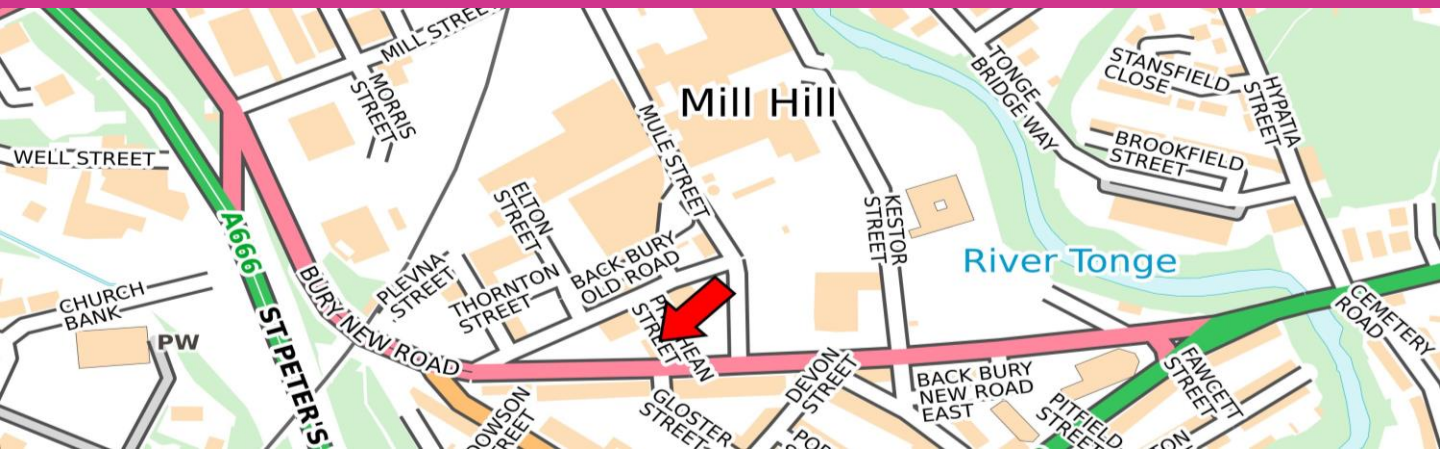 MILL STREET
MORRIS
STREET
Mill Hill
MULE STREET
TONGE
BRIDGE WAY
STANSFIELD
CLOSE
HYPATIA
STREET
BROOKFIELD
STREET
WELL STREET
A666
ELTON
STREET
KESTOR
STREET
River Tonge
BACK BURY
OLD ROAD
PLEVNA
STREET
THORNTON
STREET
BURY NEW ROAD
CHURCH
BANK
PW
ST PETER'S
STREET
CEMETERY
ROAD
DEVON
STREET
BACK BURY
NEW ROAD
EAST
FAWCETT
STREET
PITFIELD
STREET
GLOSTER
STREET